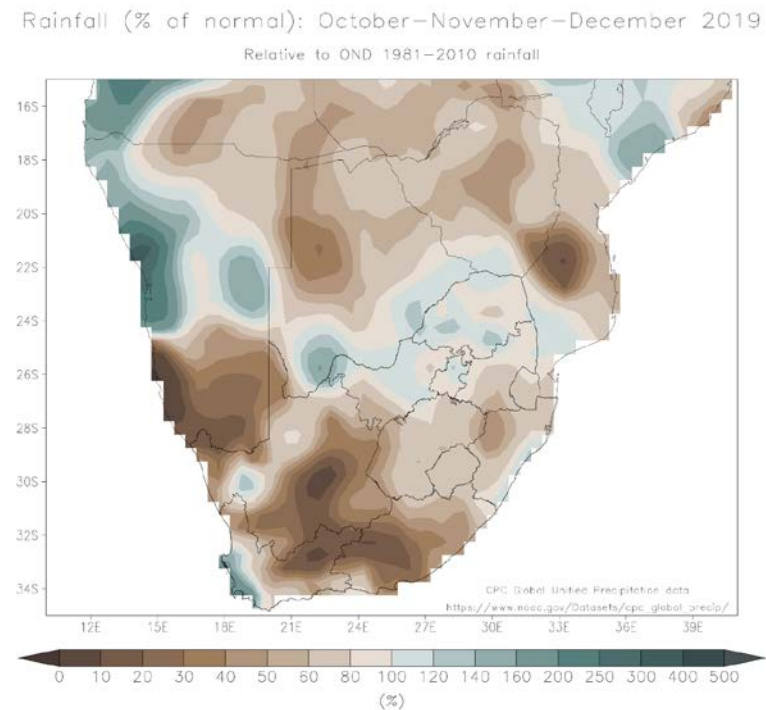 Rainfall (% of normal): October-November-December 2019
Relative to OND 1981-2010 rainfall
16S
18S
20S
22S
24S
26S
28S
30S
32S
34S
CPC Global Unified Precipitation data
https://www.noaa.gov/Datasets/cpc_global_precip/
12E 15E 18E 21E 24E 27E 30E 33E 36E 39E
0 10 20 30 40 50 60 80 100 120 140 160 200 250 300 400 500
(%)